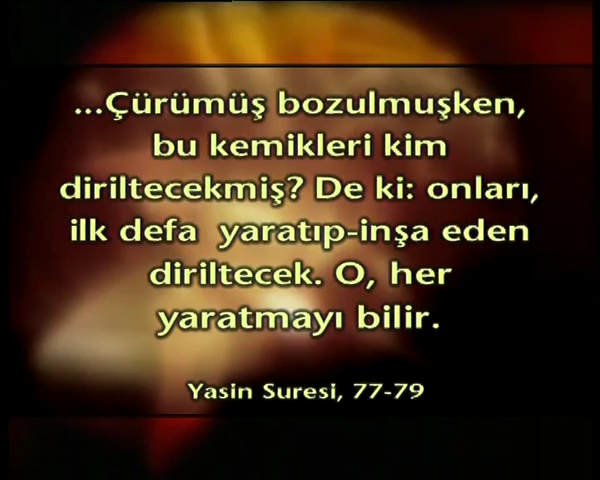 ...Çürümüş bozulmuşken,
bu kemikleri kim
diriltecekmiş? De ki: onları,
ilk defa yaratıp-inşa eden
diriltecek. O, her
yaratmayı bilir.
Yasin Suresi, 77-79